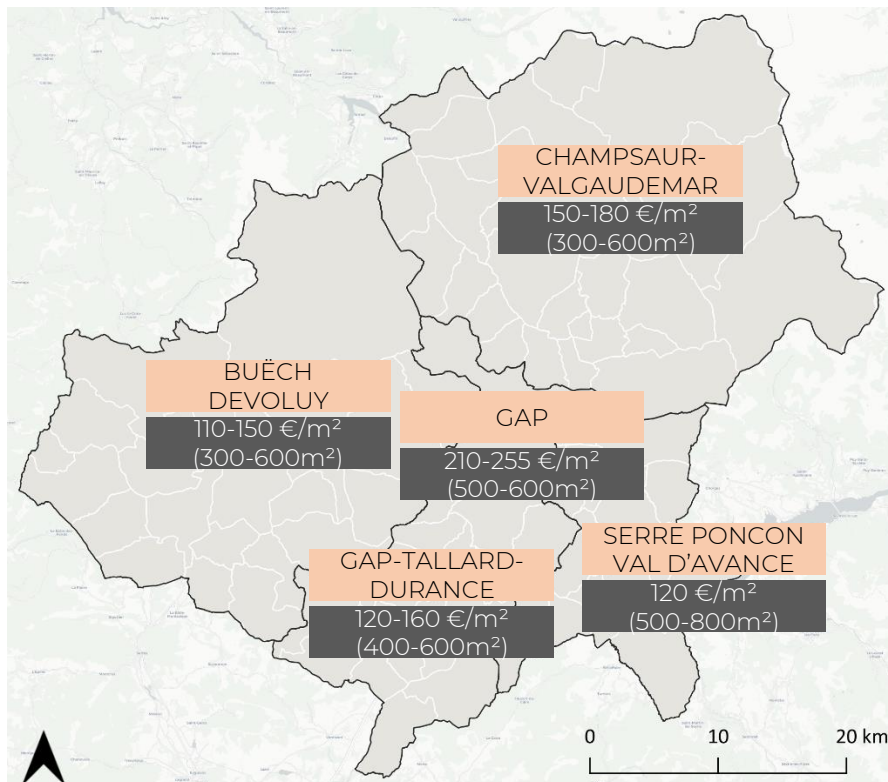 CHAMPSAUR-
VALGAUDEMAR
150-180 €/m²
(300-600m²)
BUËCH
DEVOLUY
110-150 €/m²
(300-600m²)
GAP
210-255 €/m²
(500-600m²)
SERRE PONCON
VAL D’AVANCE
120 €/m²
(500-800m²)
GAP-TALLARD-
DURANCE
120-160 €/m²
(400-600m²)
0 10 20 km